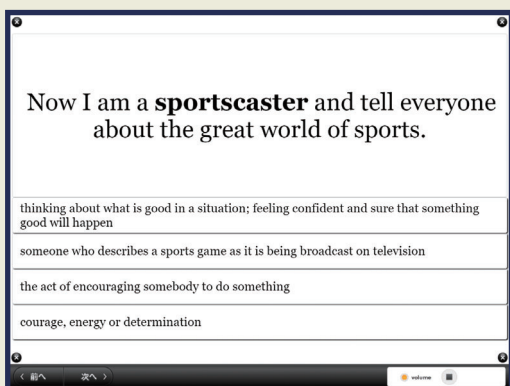 Now I am a sportscaster and tell everyone
about the great world of sports.
thinking about what is good in a situation; feeling confident and sure that something
good will happen
someone who describes a sports game as it is being broadcast on television
the act of encouraging somebody to do something
courage, energy or determination
< 前へ 次へ > volume